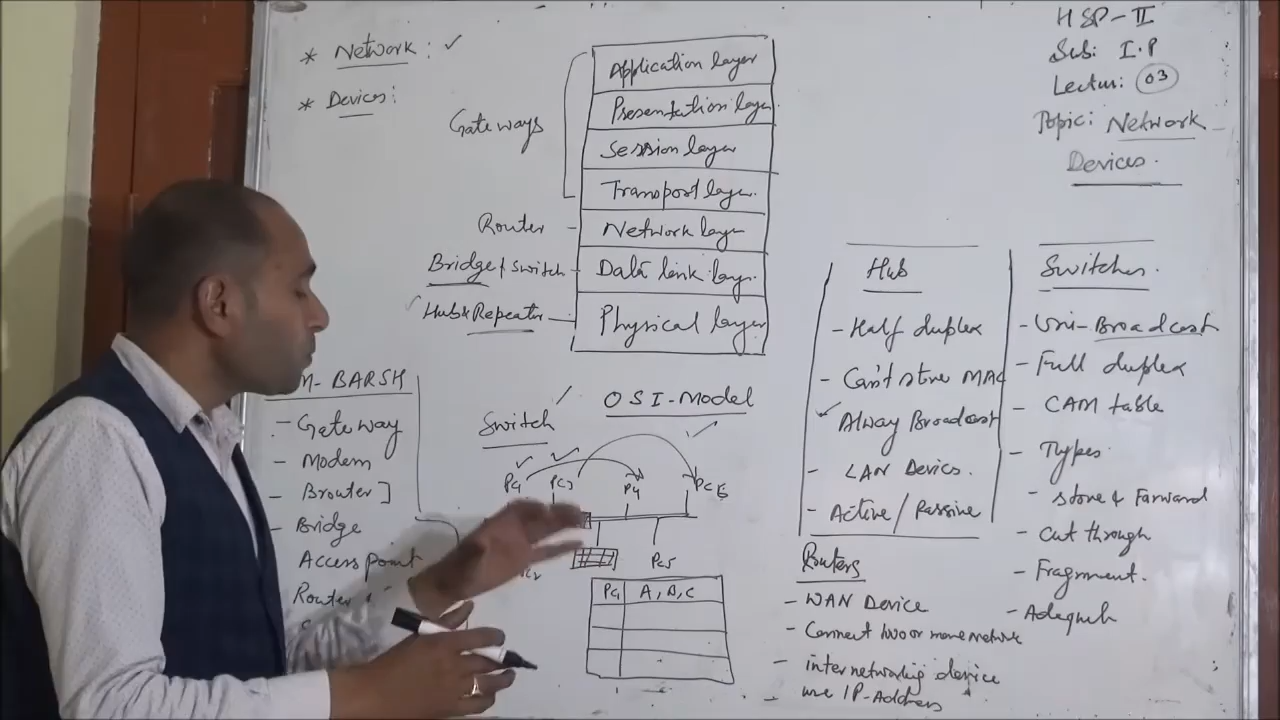 * Network : ✓
* Devices :
HSP-II
Sub: I.P
Lectur: 03
Topic: Network
Devices.
Application layer
Presentation layer
Session layer
Transport layer.
Network layer
Data link layer.
Physical layer
Gateways
Router -
Bridge & Switch -
✓ Hub & Repeater -
OSI-Model
M-BARSH
- Gateway
- Modem
- Brouter ]
- Bridge
Access point
Router
Switch
PC1 PC3 P4 PC6
PC5
PC1 A, B, C
Hub
- Half duplex
- Can't store MAC
✓ Alway Broadcast
- LAN Devics.
- Active / Passive
Switches.
- Uni-Broadcast
- Full duplex
- CAM table
- Types.
- Store & Forward
- Cut through
- Fragment.
Routers
- WAN Device
- Connect two or more network
- internetworking device
use IP-Address